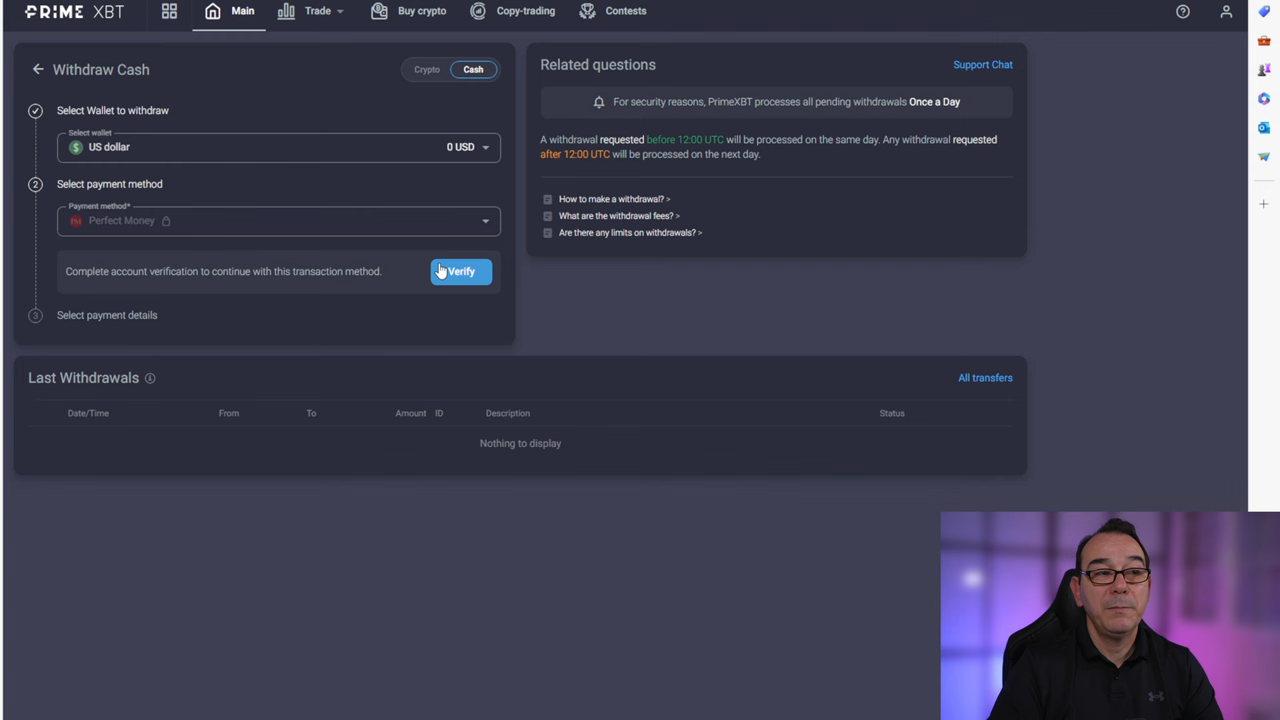 PRIME XBT
Main
Trade
Buy crypto
Copy-trading
Contests
Withdraw Cash
Crypto
Cash
Select Wallet to withdraw
Select wallet
$ US dollar
0 USD
2
Select payment method
Payment method*
PM Perfect Money
Complete account verification to continue with this transaction method.
Verify
3
Select payment details
Related questions
Support Chat
For security reasons, PrimeXBT processes all pending withdrawals Once a Day
A withdrawal requested before 12:00 UTC will be processed on the same day. Any withdrawal requested
after 12:00 UTC will be processed on the next day.
How to make a withdrawal? >
What are the withdrawal fees? >
Are there any limits on withdrawals? >
Last Withdrawals
All transfers
Date/Time
From
To
Amount
ID
Description
Status
Nothing to display